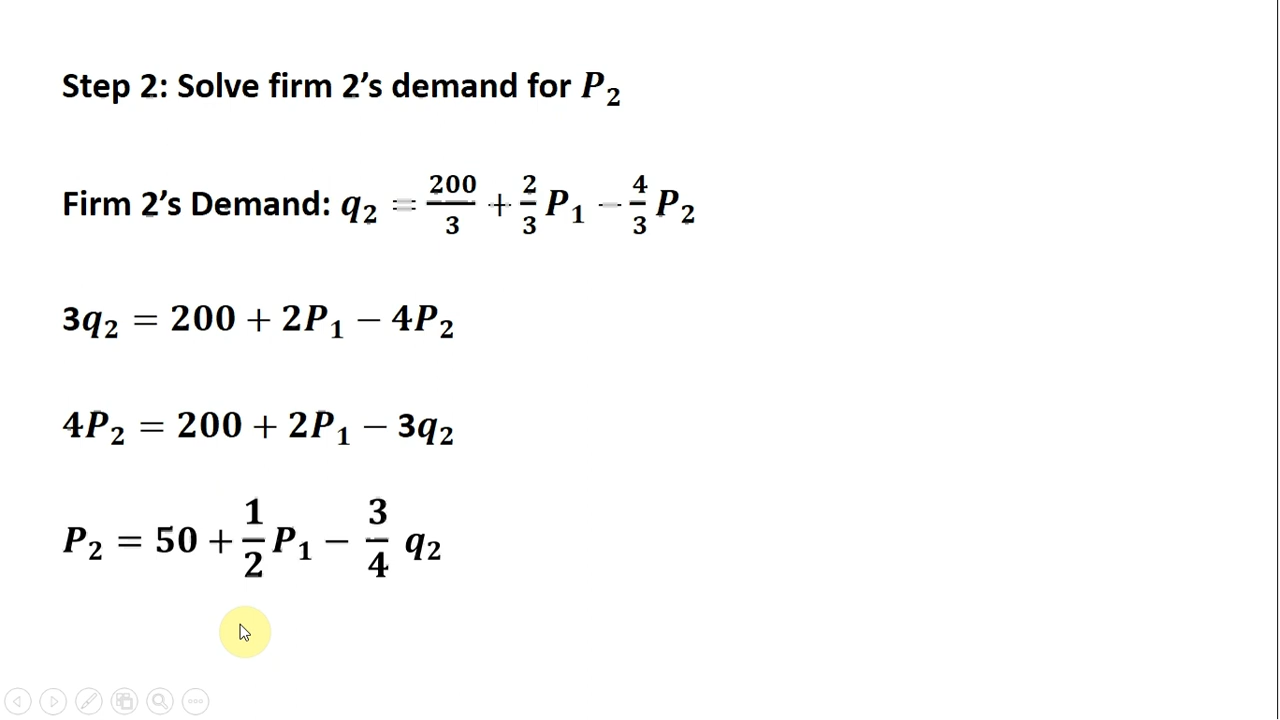 Step 2: Solve firm 2’s demand for P₂
Firm 2’s Demand: q₂ = 200/3 + 2/3 P₁ − 4/3 P₂
3q₂ = 200 + 2P₁ − 4P₂
4P₂ = 200 + 2P₁ − 3q₂
P₂ = 50 + 1/2 P₁ − 3/4 q₂